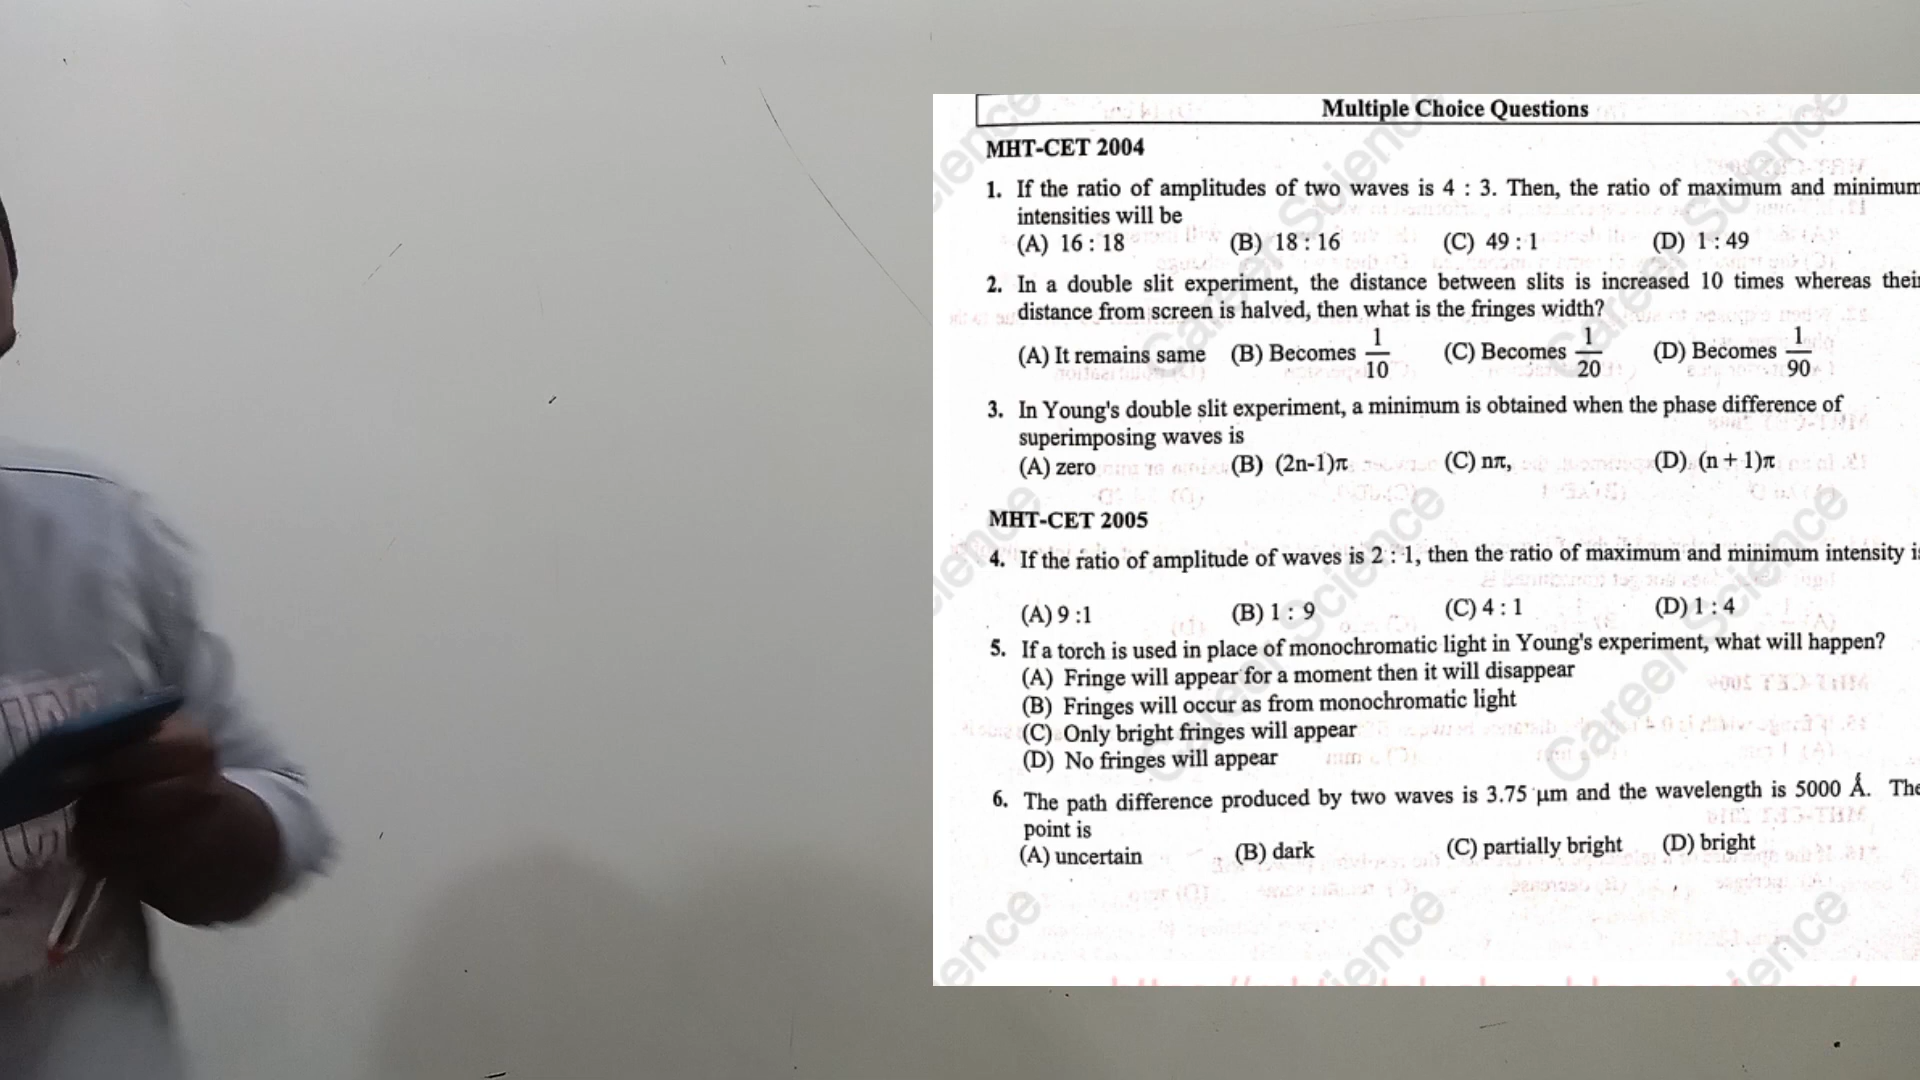 Multiple Choice Questions
MHT-CET 2004
1. If the ratio of amplitudes of two waves is 4 : 3. Then, the ratio of maximum and minimum
intensities will be
(A) 16 : 18 (B) 18 : 16 (C) 49 : 1 (D) 1 : 49
2. In a double slit experiment, the distance between slits is increased 10 times whereas their
distance from screen is halved, then what is the fringes width?
(A) It remains same (B) Becomes 1/10 (C) Becomes 1/20 (D) Becomes 1/90
3. In Young's double slit experiment, a minimum is obtained when the phase difference of
superimposing waves is
(A) zero (B) (2n-1)π (C) nπ, (D) (n + 1)π
MHT-CET 2005
4. If the ratio of amplitude of waves is 2 : 1, then the ratio of maximum and minimum intensity is
(A) 9 :1 (B) 1 : 9 (C) 4 : 1 (D) 1 : 4
5. If a torch is used in place of monochromatic light in Young's experiment, what will happen?
(A) Fringe will appear for a moment then it will disappear
(B) Fringes will occur as from monochromatic light
(C) Only bright fringes will appear
(D) No fringes will appear
6. The path difference produced by two waves is 3.75 μm and the wavelength is 5000 Å. The
point is
(A) uncertain (B) dark (C) partially bright (D) bright
Career Science